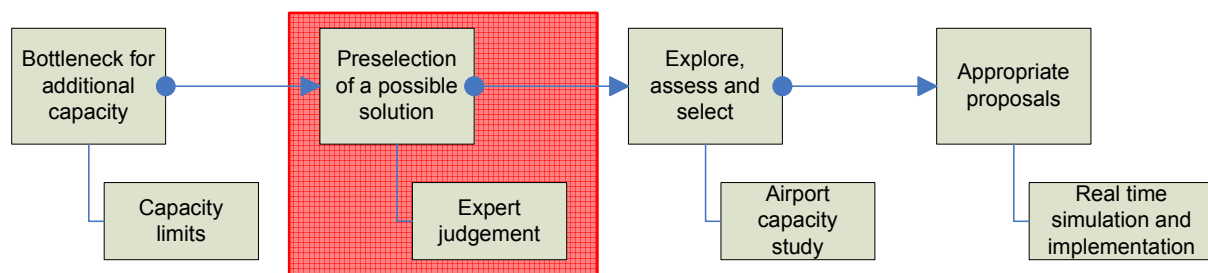 Bottleneck for
additional
capacity
Preselection
of a possible
solution
Explore,
assess and
select
Appropriate
proposals
Capacity
limits
Expert
judgement
Airport
capacity
study
Real time
simulation and
implementation